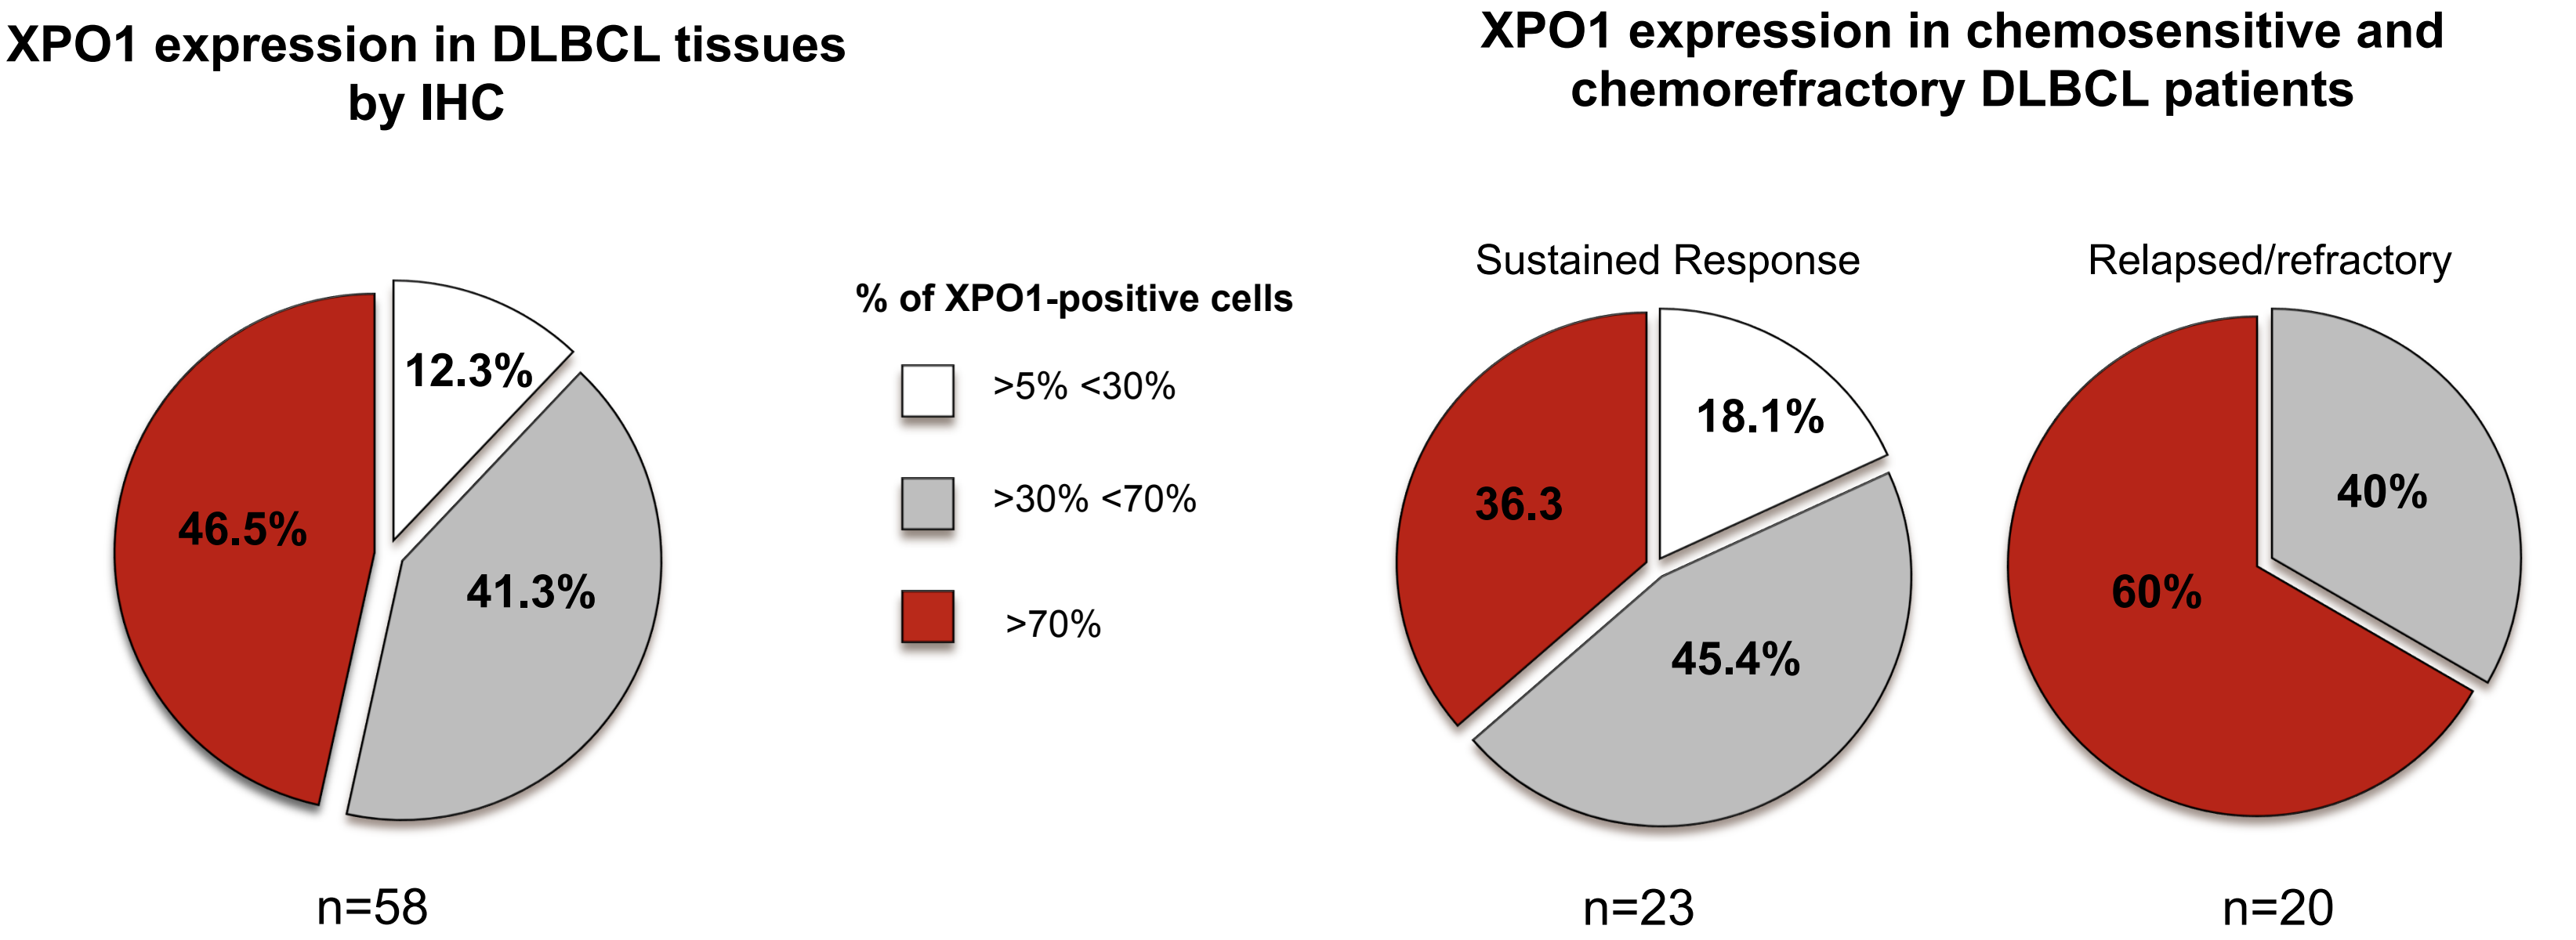 XPO1 expression in DLBCL tissues
by IHC
12.3%
46.5%
41.3%
n=58
% of XPO1-positive cells
>5% <30%
>30% <70%
>70%
XPO1 expression in chemosensitive and
chemorefractory DLBCL patients
Sustained Response
18.1%
36.3
45.4%
n=23
Relapsed/refractory
40%
60%
n=20